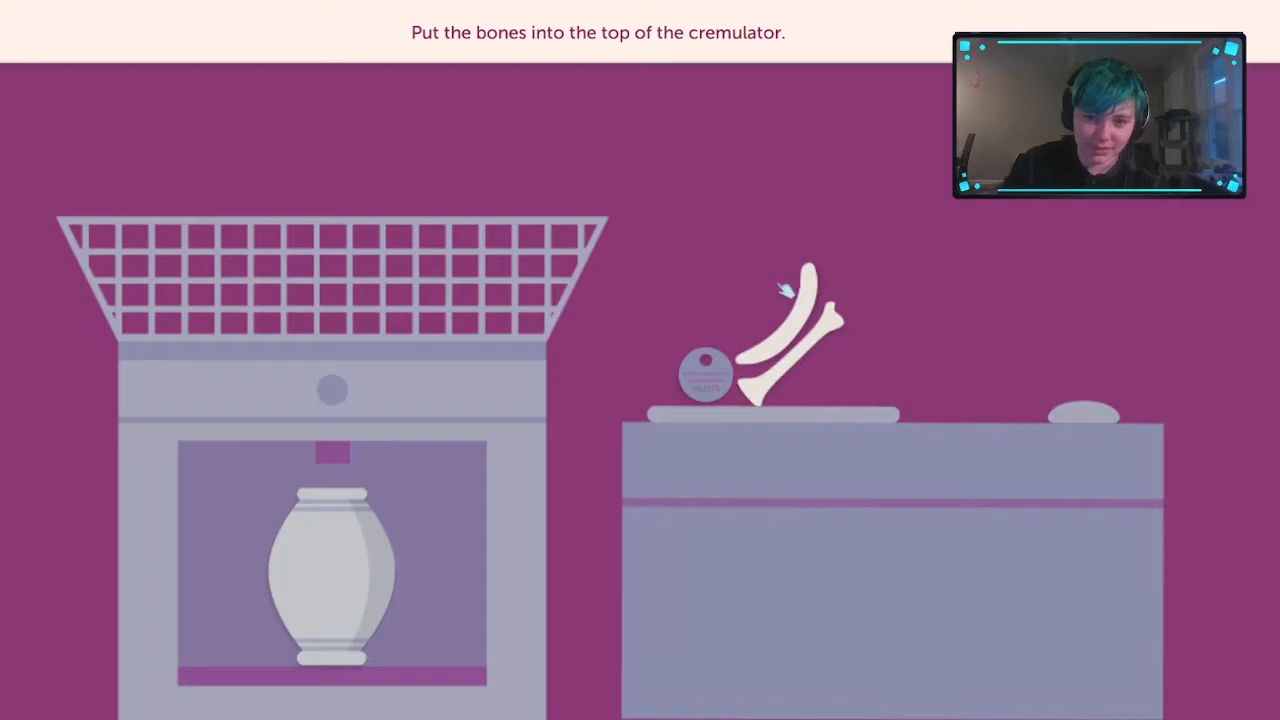 Put the bones into the top of the cremulator.